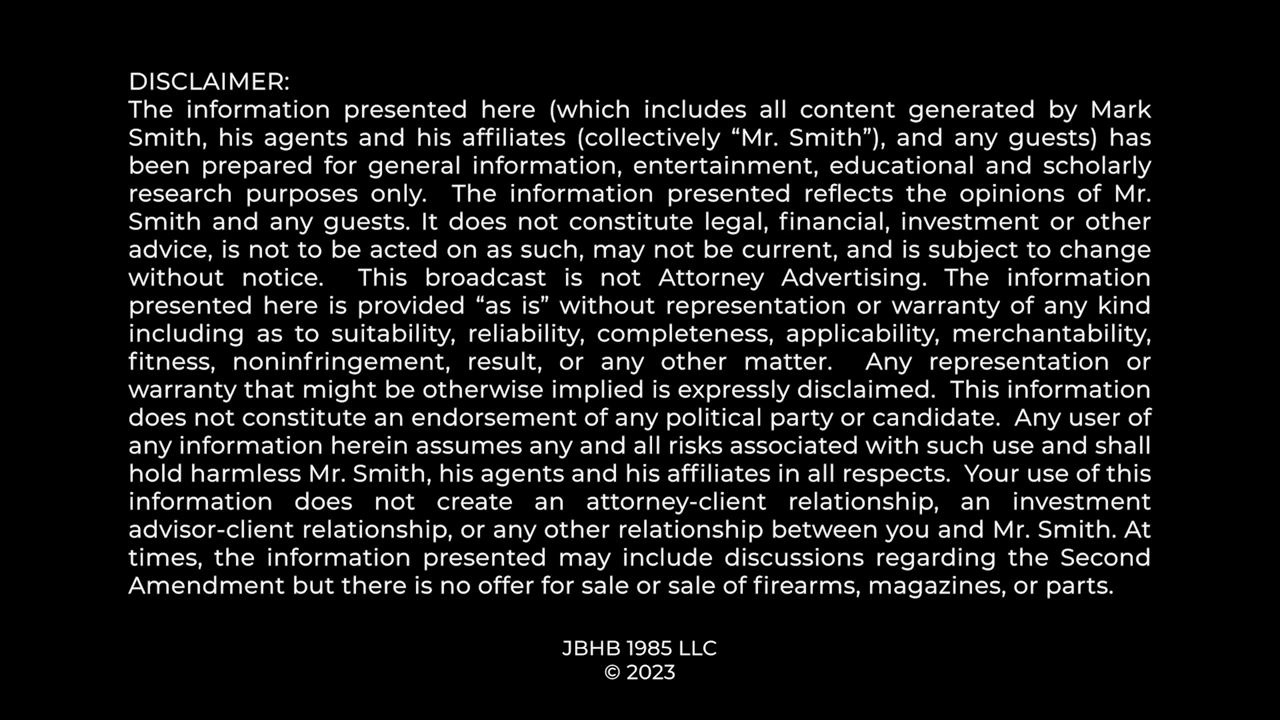 DISCLAIMER:
The information presented here (which includes all content generated by Mark
Smith, his agents and his affiliates (collectively “Mr. Smith”), and any guests) has
been prepared for general information, entertainment, educational and scholarly
research purposes only.  The information presented reflects the opinions of Mr.
Smith and any guests. It does not constitute legal, financial, investment or other
advice, is not to be acted on as such, may not be current, and is subject to change
without notice.  This broadcast is not Attorney Advertising. The information
presented here is provided “as is” without representation or warranty of any kind
including as to suitability, reliability, completeness, applicability, merchantability,
fitness, noninfringement, result, or any other matter.  Any representation or
warranty that might be otherwise implied is expressly disclaimed.  This information
does not constitute an endorsement of any political party or candidate.  Any user of
any information herein assumes any and all risks associated with such use and shall
hold harmless Mr. Smith, his agents and his affiliates in all respects.  Your use of this
information does not create an attorney-client relationship, an investment
advisor-client relationship, or any other relationship between you and Mr. Smith. At
times, the information presented may include discussions regarding the Second
Amendment but there is no offer for sale or sale of firearms, magazines, or parts.
JBHB 1985 LLC
© 2023